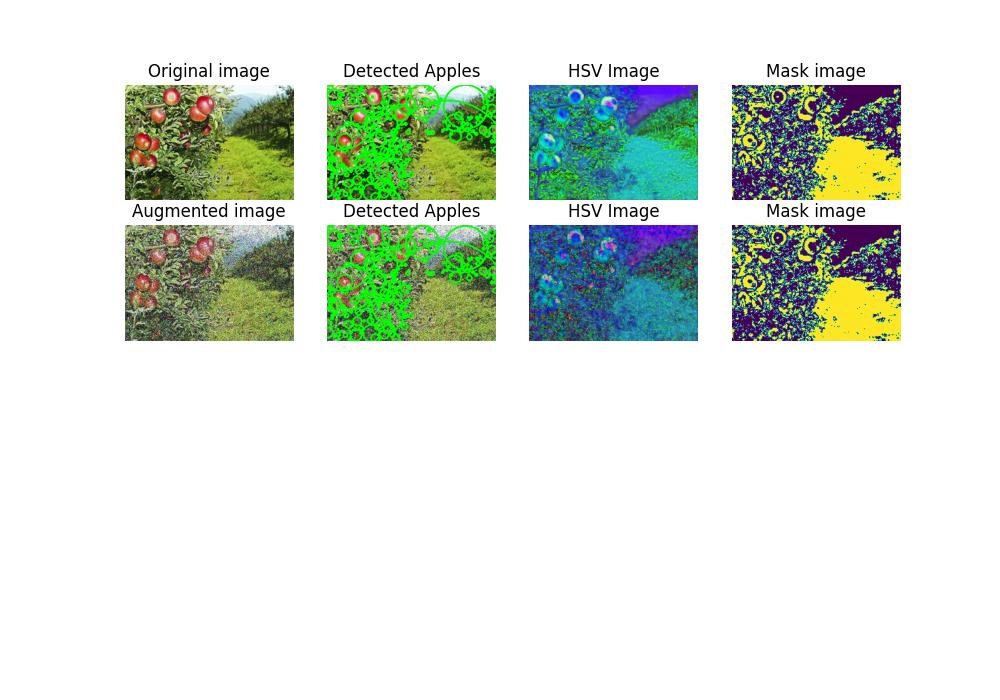 Original image
Detected Apples
HSV Image
Mask image
Augmented image
Detected Apples
HSV Image
Mask image